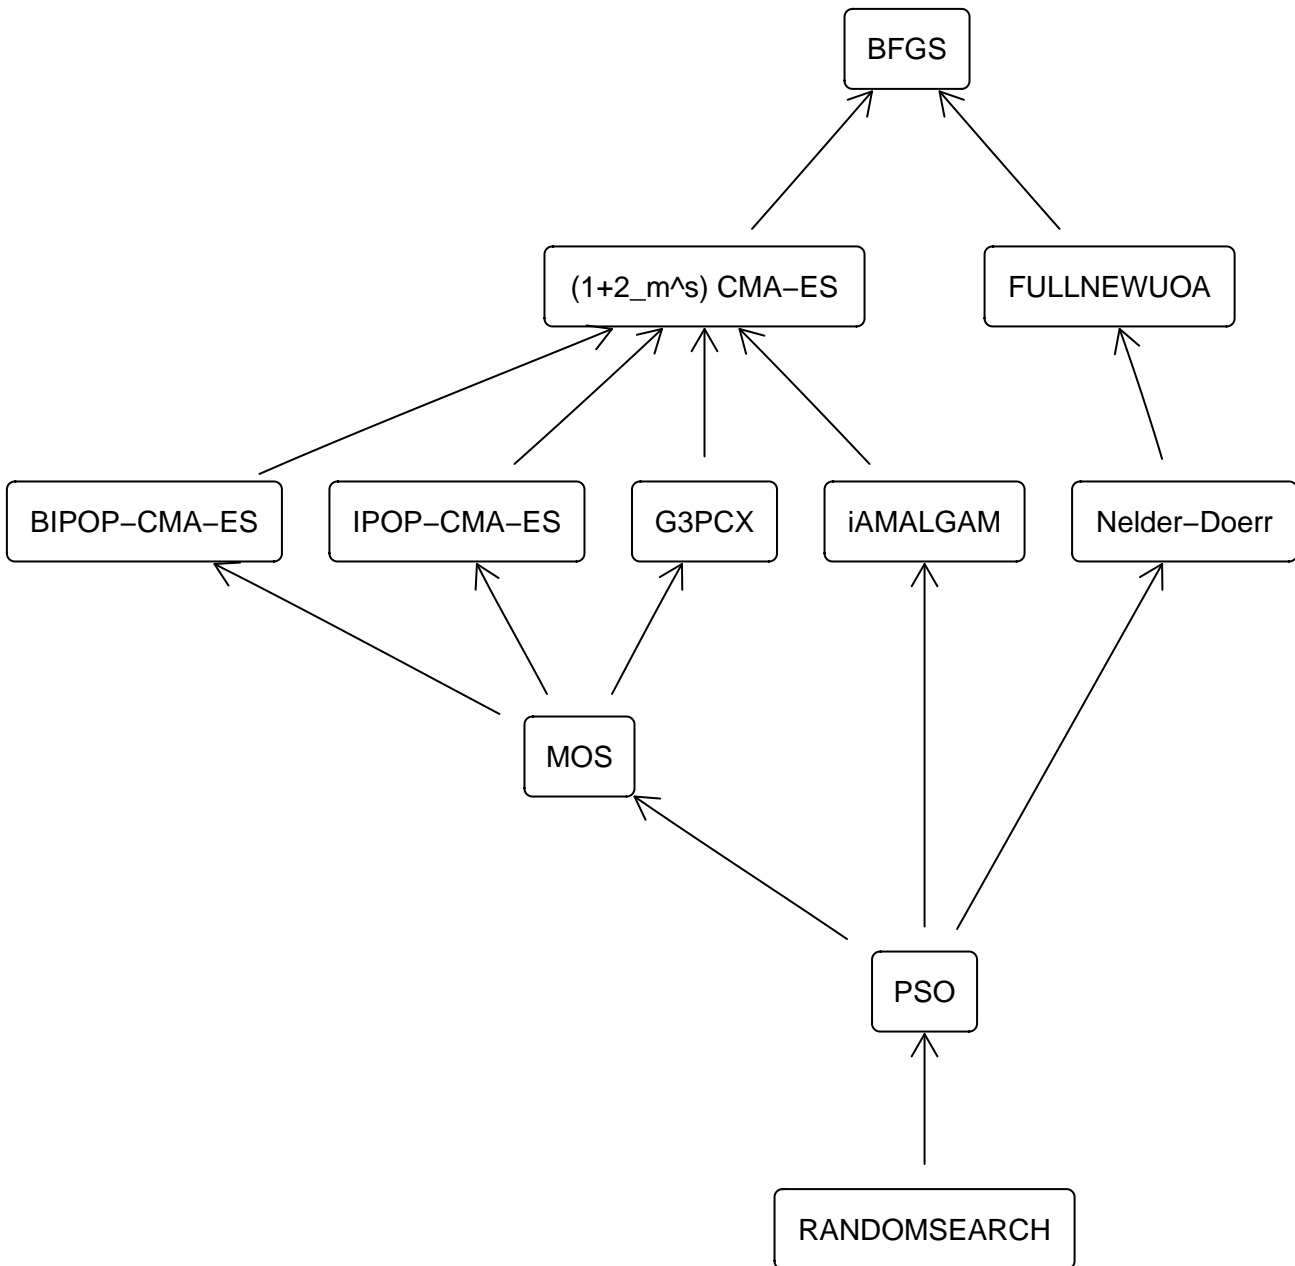 BFGS
(1+2_m^s) CMA−ES
FULLNEWUOA
BIPOP−CMA−ES
IPOP−CMA−ES
G3PCX
iAMALGAM
Nelder−Doerr
MOS
PSO
RANDOMSEARCH